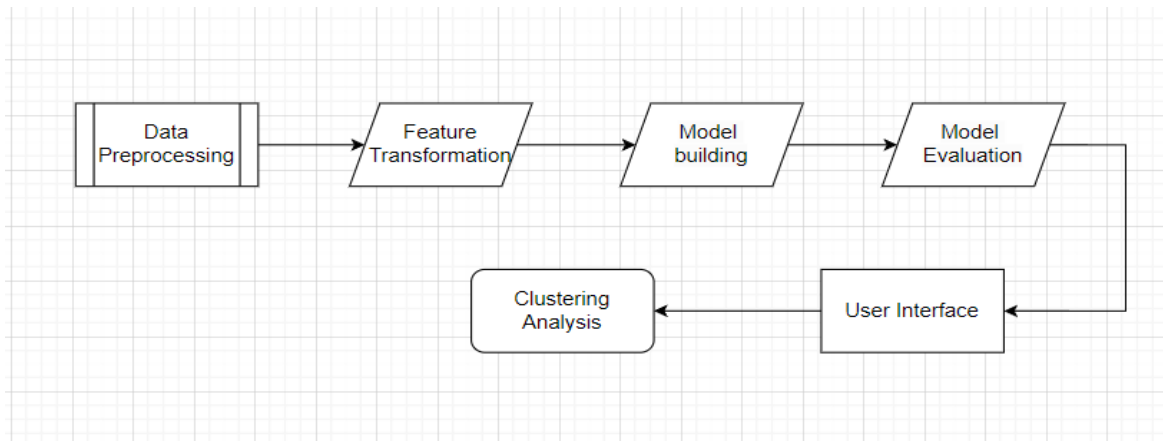 Data
Preprocessing
Feature
Transformation
Model
building
Model
Evaluation
User Interface
Clustering
Analysis